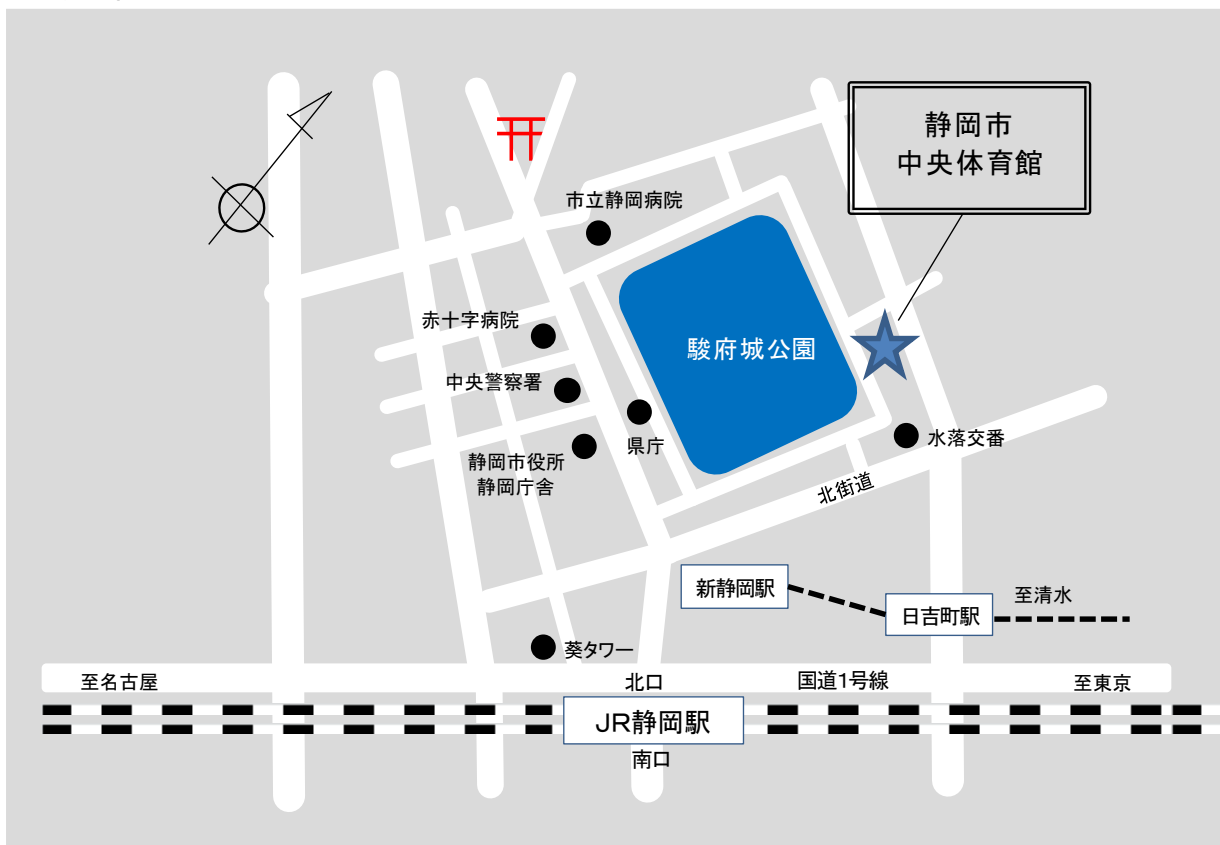 静岡市
中央体育館
市立静岡病院
赤十字病院
駿府城公園
中央警察署
県庁
水落交番
静岡市役所
静岡庁舎
北街道
新静岡駅
日吉町駅
至清水
葵タワー
至名古屋
北口
国道1号線
至東京
JR静岡駅
南口